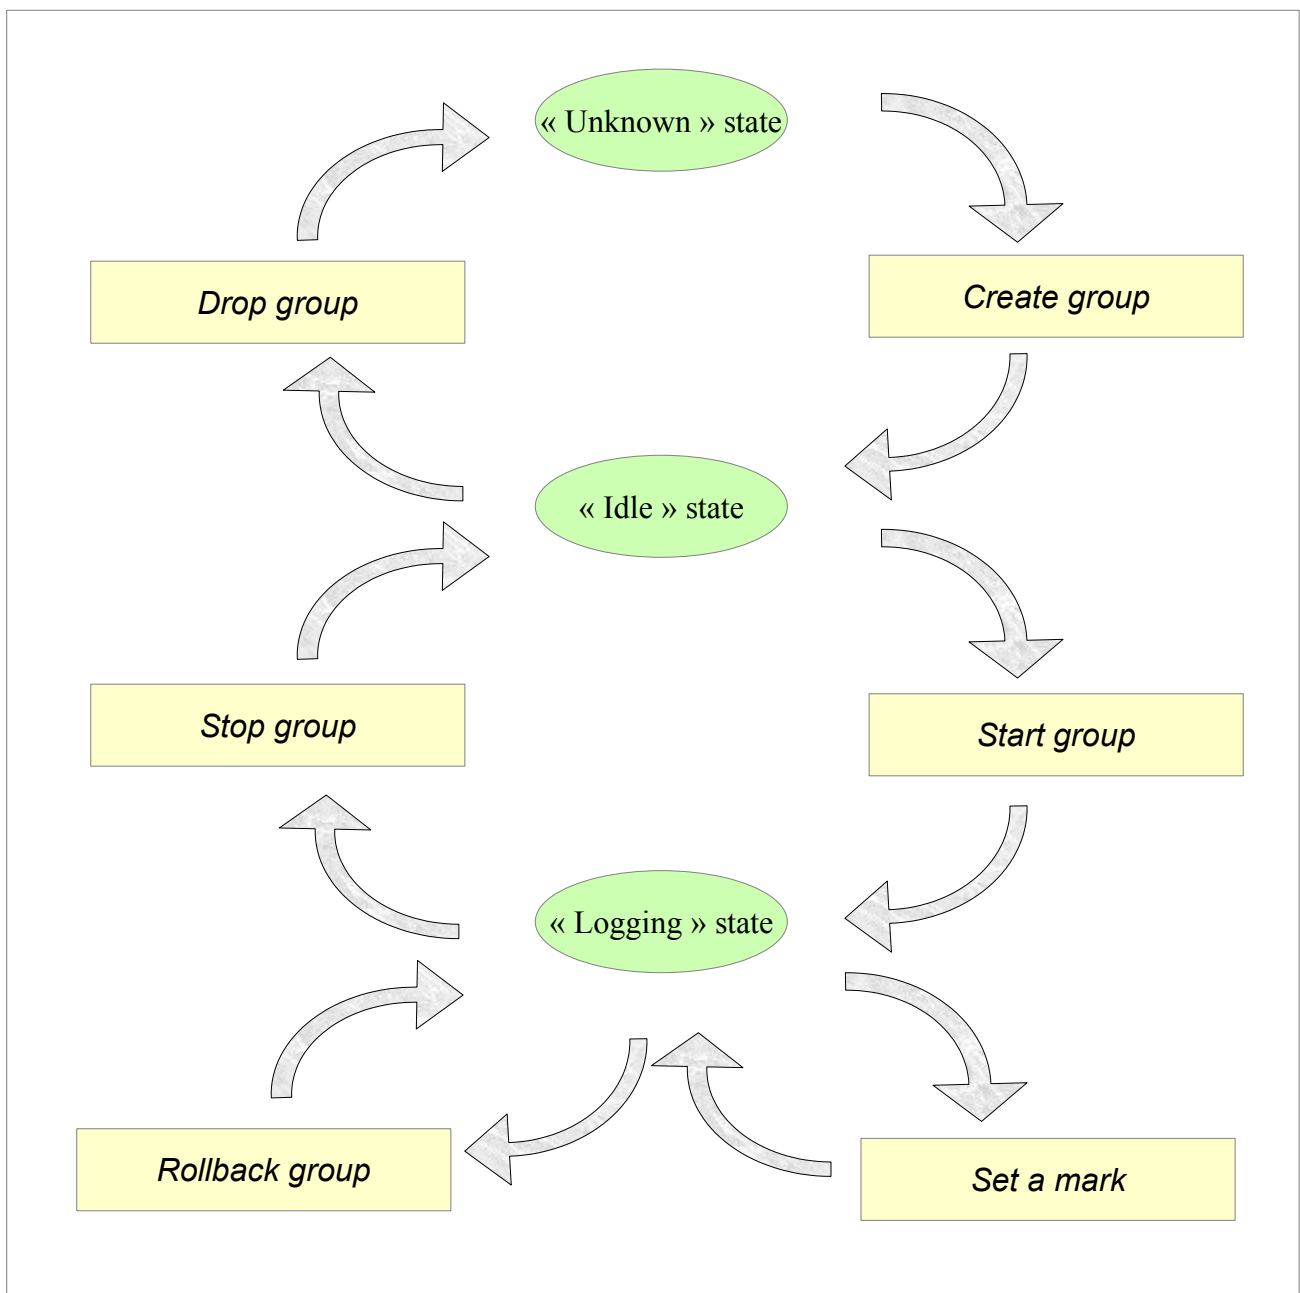 « Unknown » state
Drop group
Create group
« Idle » state
Stop group
Start group
« Logging » state
Rollback group
Set a mark